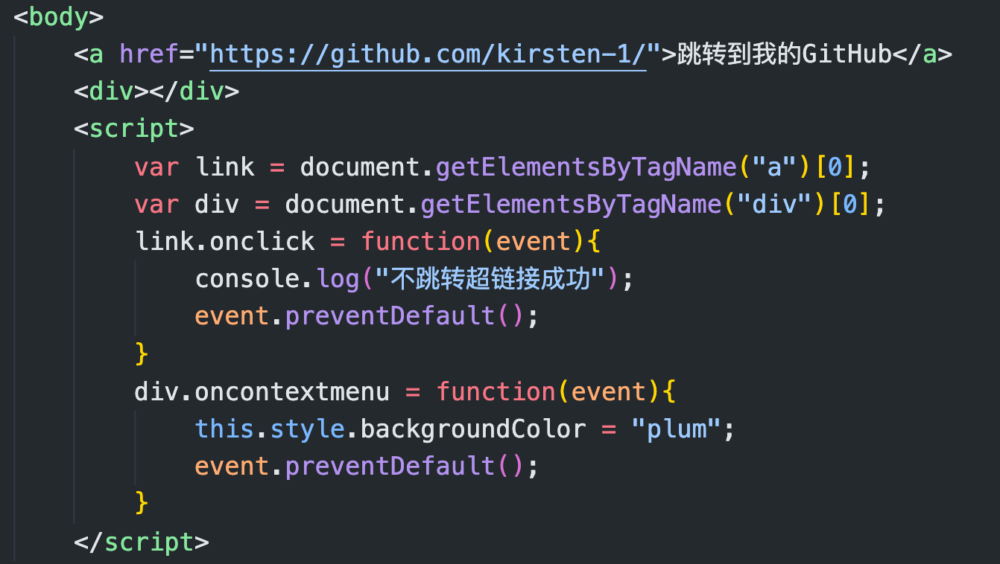 <body>
<a href="https://github.com/kirsten-1/">跳转到我的GitHub</a>
<div></div>
<script>
var link = document.getElementsByTagName("a")[0];
var div = document.getElementsByTagName("div")[0];
link.onclick = function(event){
console.log("不跳转超链接成功");
event.preventDefault();
}
div.oncontextmenu = function(event){
this.style.backgroundColor = "plum";
event.preventDefault();
}
</script>